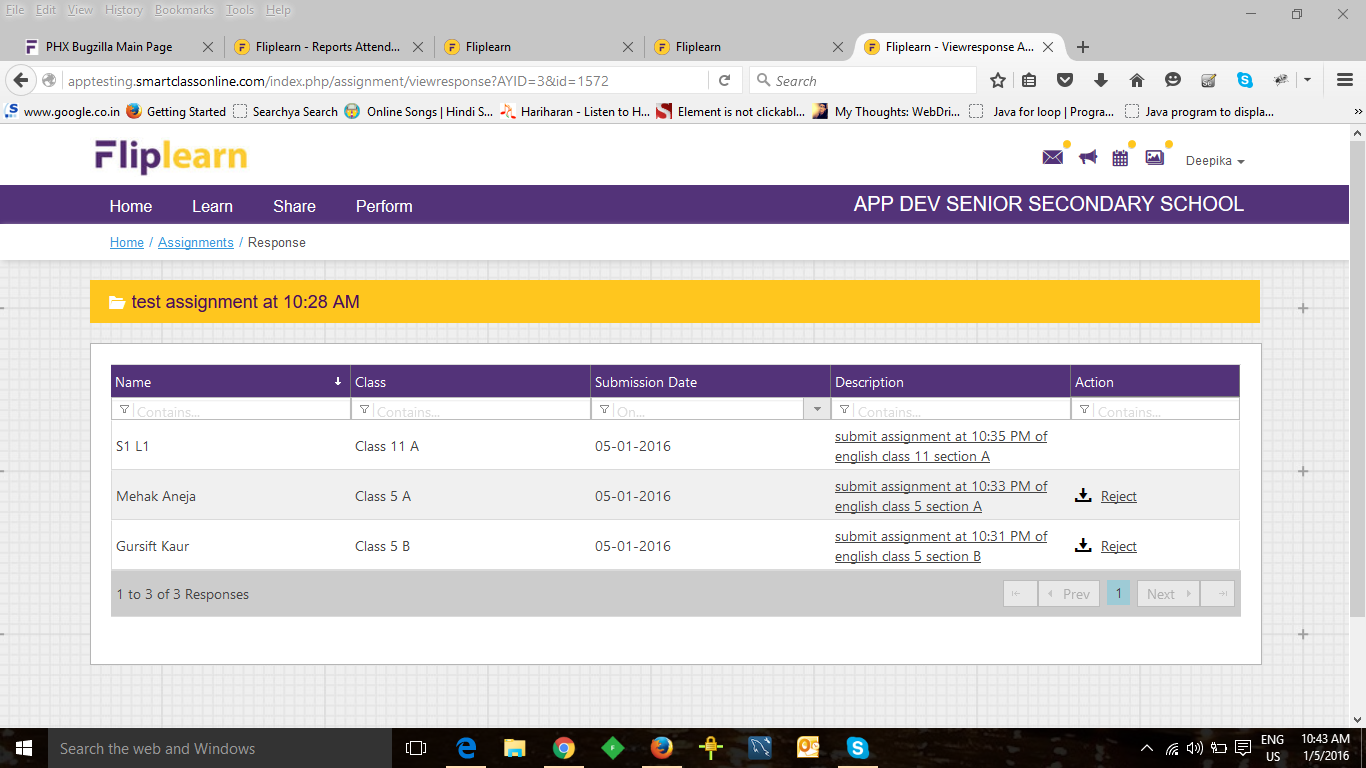 File Edit View History Bookmarks Tools Help
PHX Bugzilla Main Page
Fliplearn - Reports Attend...
Fliplearn
Fliplearn
Fliplearn - Viewresponse A...
apptesting.smartclassonline.com/index.php/assignment/viewresponse?AYID=3&id=1572
Search
www.google.co.in Getting Started Searchya Search Online Songs | Hindi S... Hariharan - Listen to H... Element is not clickabl... My Thoughts: WebDri... Java for loop | Progra... Java program to displa...
Fliplearn
Deepika
Home Learn Share Perform
APP DEV SENIOR SECONDARY SCHOOL
Home / Assignments / Response
test assignment at 10:28 AM
Name Class Submission Date Description Action
Contains... Contains... On... Contains... Contains...
S1 L1 Class 11 A 05-01-2016 submit assignment at 10:35 PM of
english class 11 section A
Mehak Aneja Class 5 A 05-01-2016 submit assignment at 10:33 PM of
english class 5 section A
Reject
Gursift Kaur Class 5 B 05-01-2016 submit assignment at 10:31 PM of
english class 5 section B
Reject
1 to 3 of 3 Responses
Prev 1 Next
Search the web and Windows
ENG
US
10:43 AM
1/5/2016